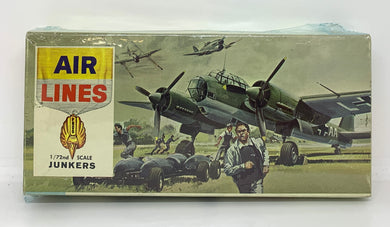 AIR
LINES
1/72nd SCALE
JUNKERS